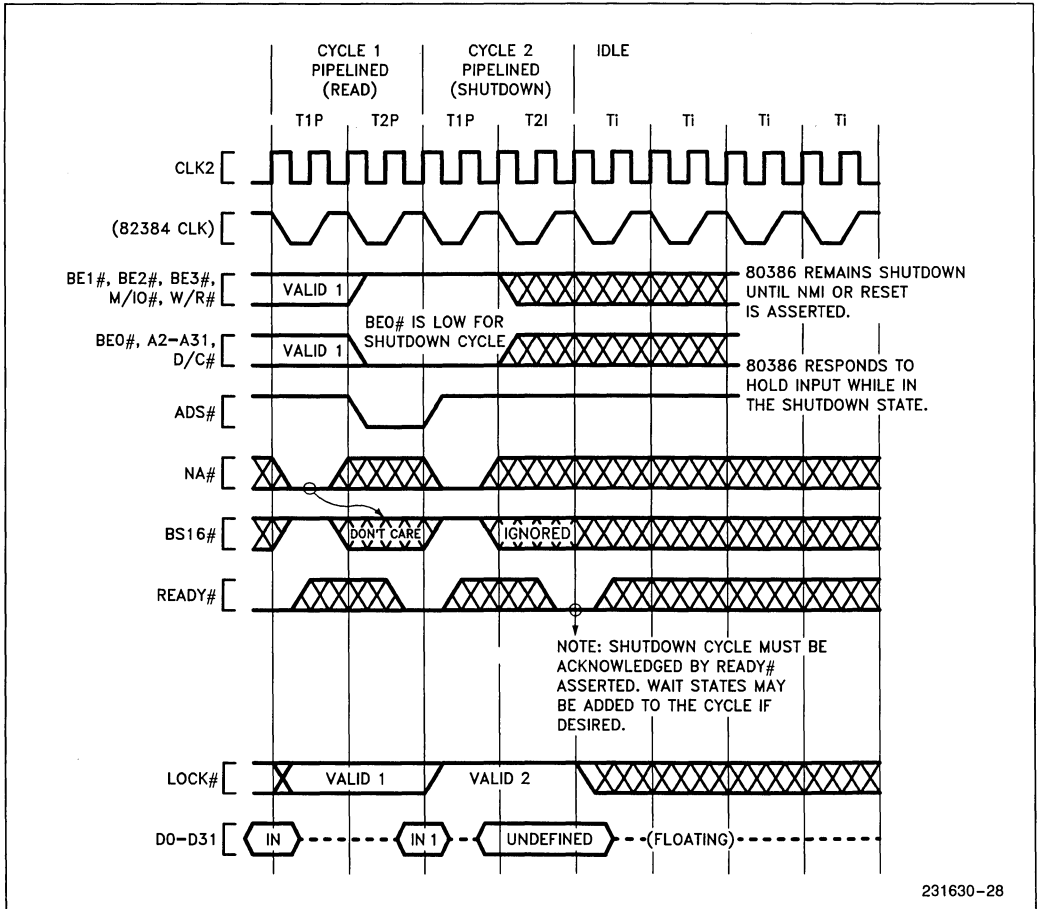 CYCLE 1
PIPELINED
(READ)
CYCLE 2
PIPELINED
(SHUTDOWN)
IDLE
T1P
T2P
T1P
T2I
Ti
Ti
Ti
Ti
CLK2
(82384 CLK)
BE1#, BE2#, BE3#,
M/IO#, W/R#
VALID 1
80386 REMAINS SHUTDOWN
UNTIL NMI OR RESET
IS ASSERTED.
BE0# IS LOW FOR
SHUTDOWN CYCLE
BE0#, A2-A31,
D/C#
VALID 1
80386 RESPONDS TO
HOLD INPUT WHILE IN
THE SHUTDOWN STATE.
ADS#
NA#
BS16#
DON'T CARE
IGNORED
READY#
NOTE: SHUTDOWN CYCLE MUST BE
ACKNOWLEDGED BY READY#
ASSERTED. WAIT STATES MAY
BE ADDED TO THE CYCLE IF
DESIRED.
LOCK#
VALID 1
VALID 2
D0-D31
IN
IN 1
UNDEFINED
(FLOATING)
231630-28